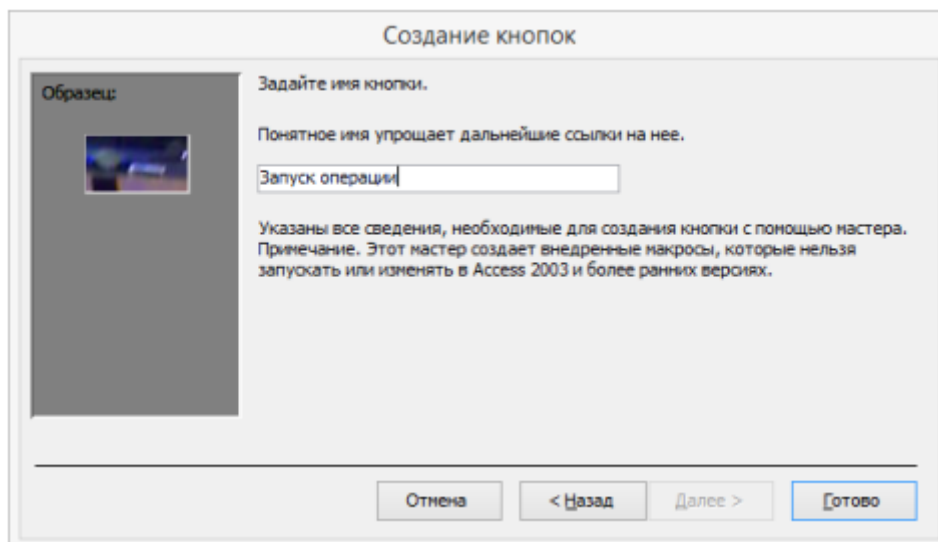 Создание кнопок
Образец:
Задайте имя кнопки.
Понятное имя упрощает дальнейшие ссылки на нее.
Запуск операции
Указаны все сведения, необходимые для создания кнопки с помощью мастера.
Примечание. Этот мастер создает внедренные макросы, которые нельзя
запускать или изменять в Access 2003 и более ранних версиях.
Отмена
< Назад
Далее >
Готово